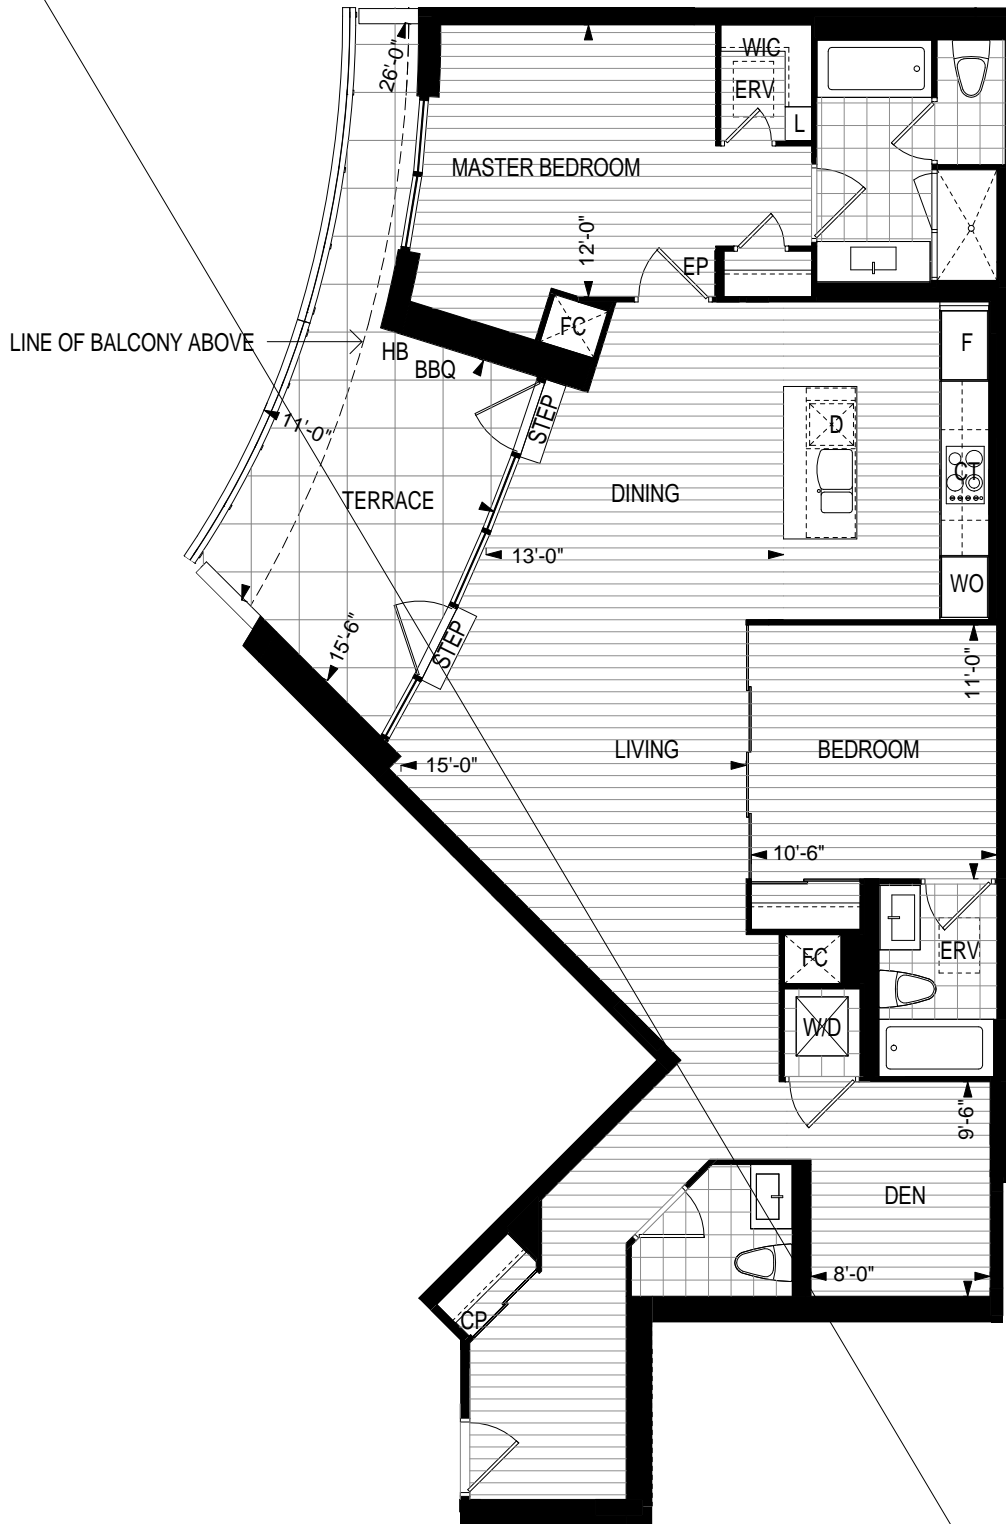 26'-0"
WIC
ERV
L
MASTER BEDROOM
12'-0"
EP
FC
LINE OF BALCONY ABOVE
HB
BBQ
F
STEP
D
11'-0"
CT
TERRACE
DINING
13'-0"
WO
15'-6"
STEP
11'-0"
LIVING
BEDROOM
15'-0"
10'-6"
FC
ERV
W/D
9'-6"
DEN
8'-0"
CP